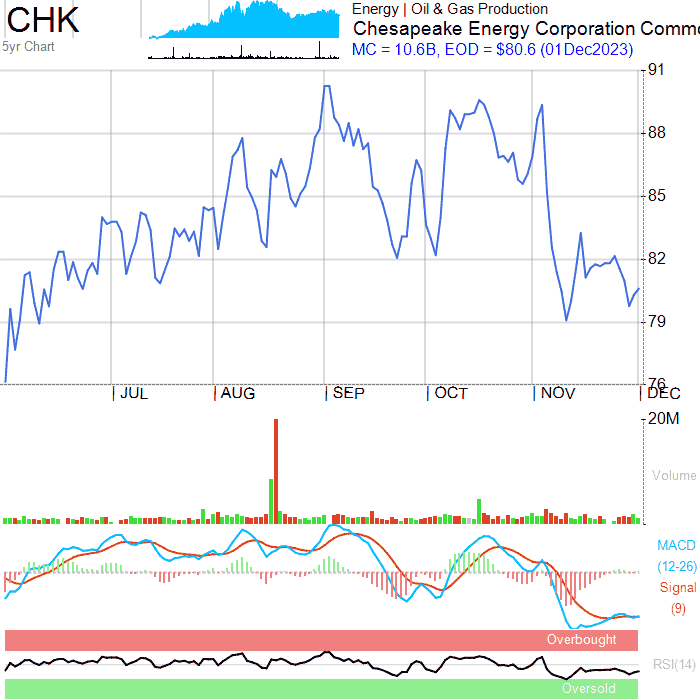 CHK
5yr Chart
Energy | Oil & Gas Production
Chesapeake Energy Corporation Commo
MC = 10.6B, EOD = $80.6 (01Dec2023)
91
88
85
82
79
76
| JUL | AUG | SEP | OCT | NOV | DEC
20M
Volume
MACD
(12-26)
Signal
(9)
Overbought
RSI(14)
Oversold